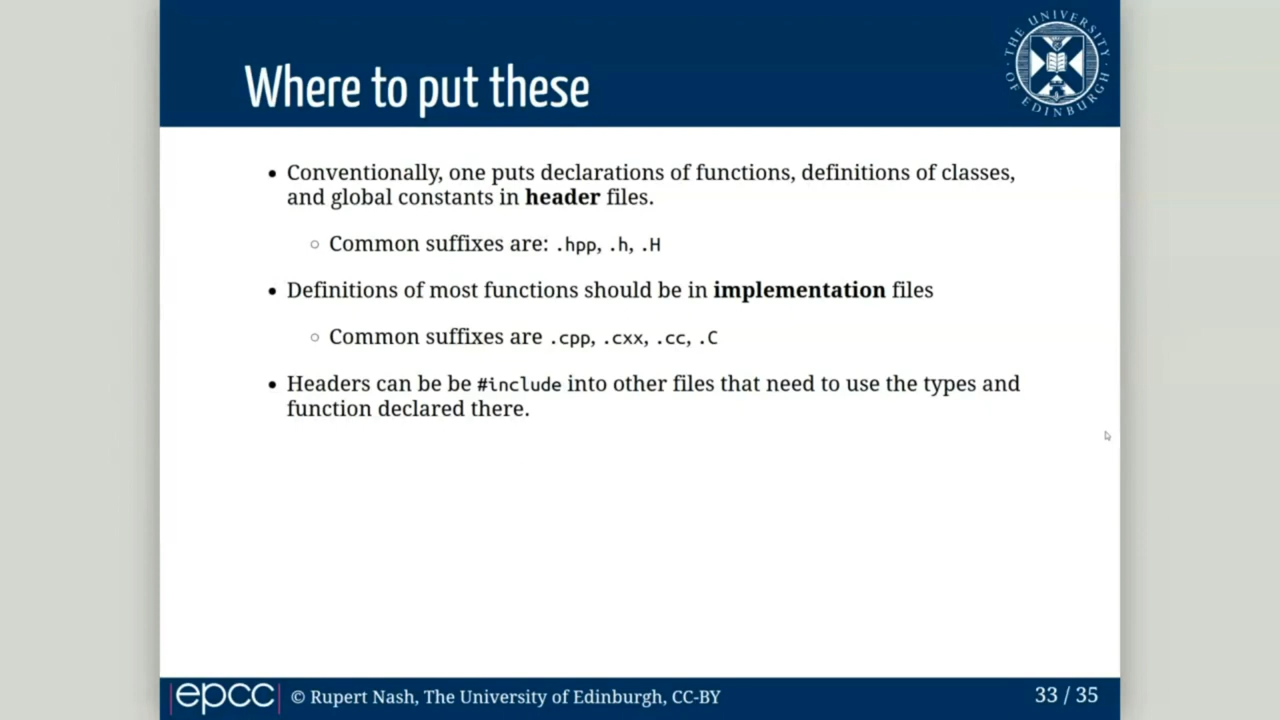 Where to put these
THE UNIVERSITY OF EDINBURGH
• Conventionally, one puts declarations of functions, definitions of classes,
and global constants in header files.
◦ Common suffixes are: .hpp, .h, .H
• Definitions of most functions should be in implementation files
◦ Common suffixes are .cpp, .cxx, .cc, .C
• Headers can be be #include into other files that need to use the types and
function declared there.
epcc © Rupert Nash, The University of Edinburgh, CC-BY 33 / 35